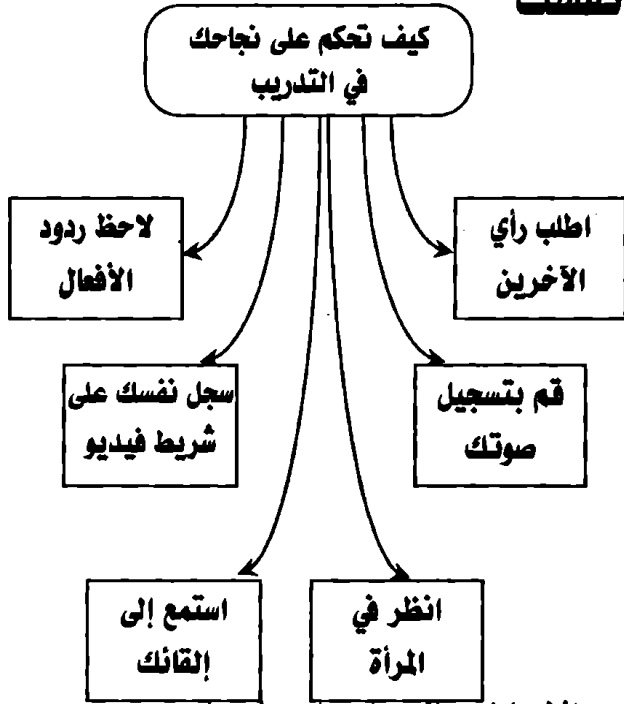 كيف تحكم على نجاحك
في التدريب
اطلب رأي
الآخرين
لاحظ ردود
الأفعال
قم بتسجيل
صوتك
سجل نفسك على
شريط فيديو
انظر في
المرأة
استمع إلى
إلقائك